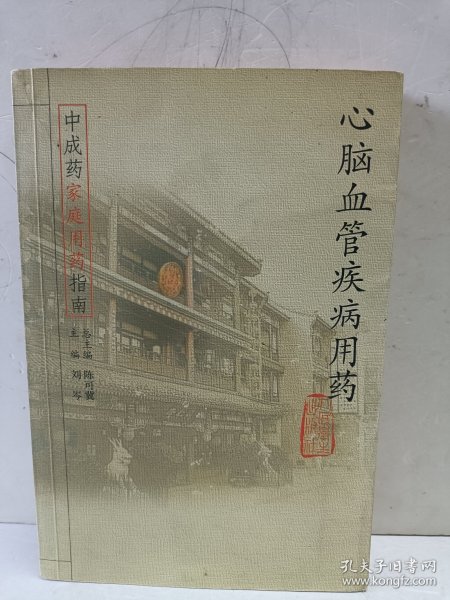 心脑血管疾病用药
中成药家庭用药指南
总主编 陈可冀
主编 刘岑
孔夫子旧书网
www.kongfz.com